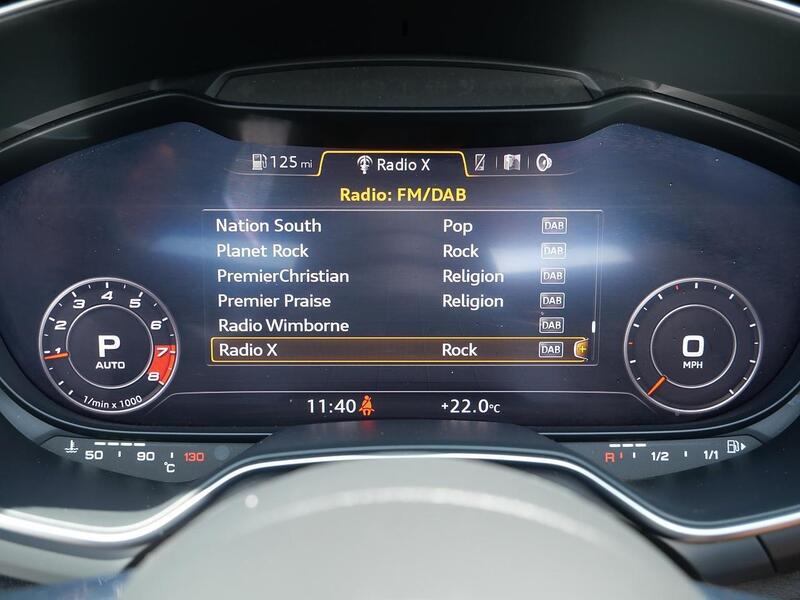 125 mi
Radio X
Radio: FM/DAB
Nation South Pop DAB
Planet Rock Rock DAB
PremierChristian Religion DAB
Premier Praise Religion DAB
Radio Wimborne DAB
Radio X Rock DAB
1 2 3 4 5 6 7 8
P
AUTO
1/min x 1000
0
MPH
11:40 +22.0°C
50 90 130
°C
R 1/2 1/1